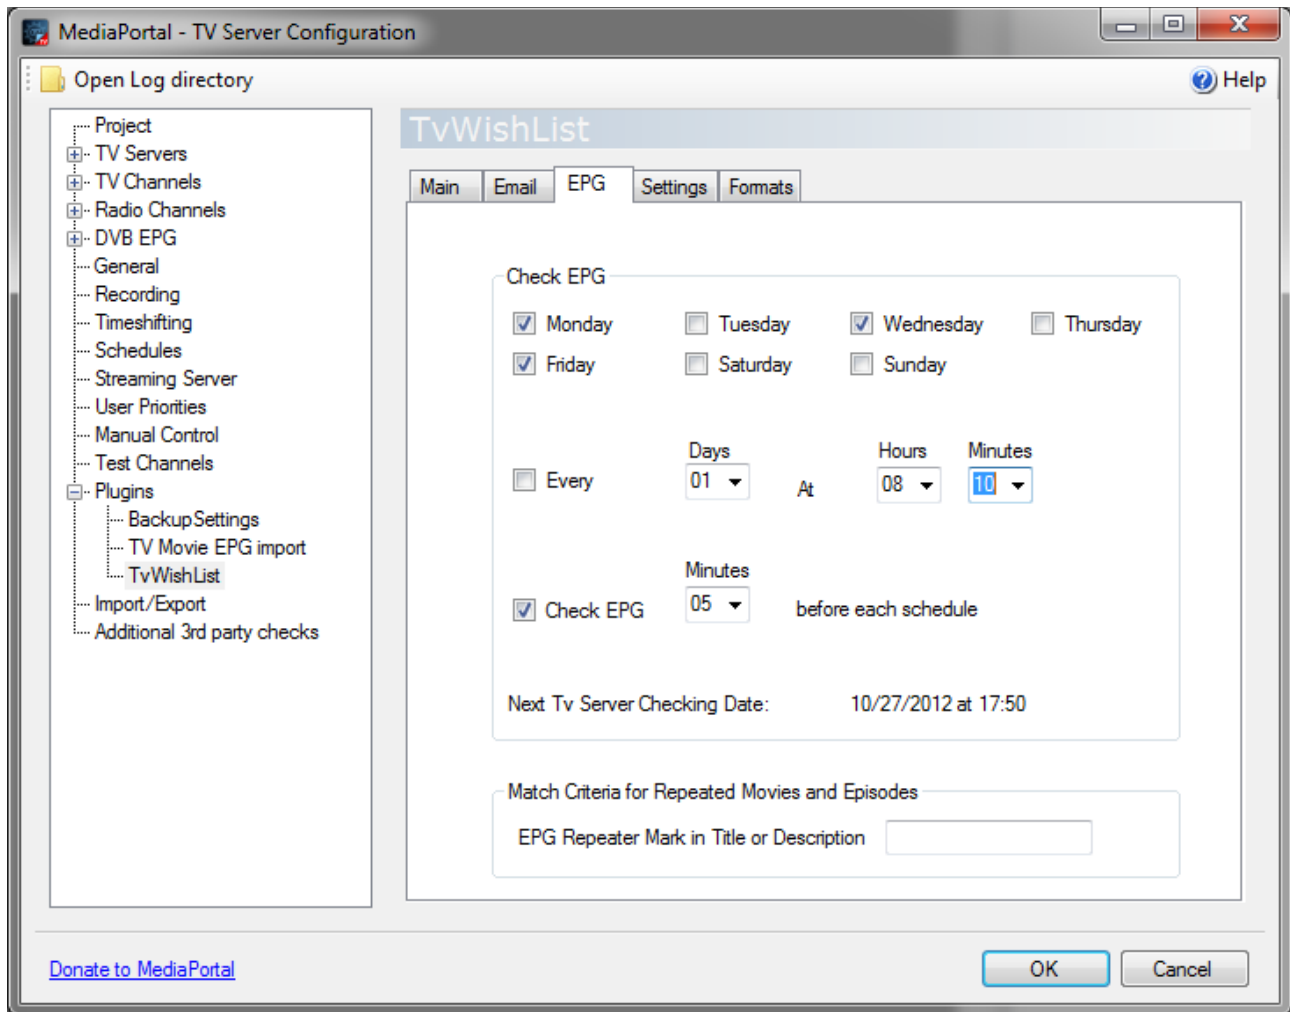 MediaPortal - TV Server Configuration
Open Log directory
Help
Project
TV Servers
TV Channels
Radio Channels
DVB EPG
General
Recording
Timeshifting
Schedules
Streaming Server
User Priorities
Manual Control
Test Channels
Plugins
BackupSettings
TV Movie EPG import
TvWishList
Import/Export
Additional 3rd party checks
TvWishList
Main Email EPG Settings Formats
Check EPG
Monday Tuesday Wednesday Thursday
Friday Saturday Sunday
Days Hours Minutes
Every 01 At 08 10
Minutes
Check EPG 05 before each schedule
Next Tv Server Checking Date: 10/27/2012 at 17:50
Match Criteria for Repeated Movies and Episodes
EPG Repeater Mark in Title or Description
Donate to MediaPortal
OK Cancel